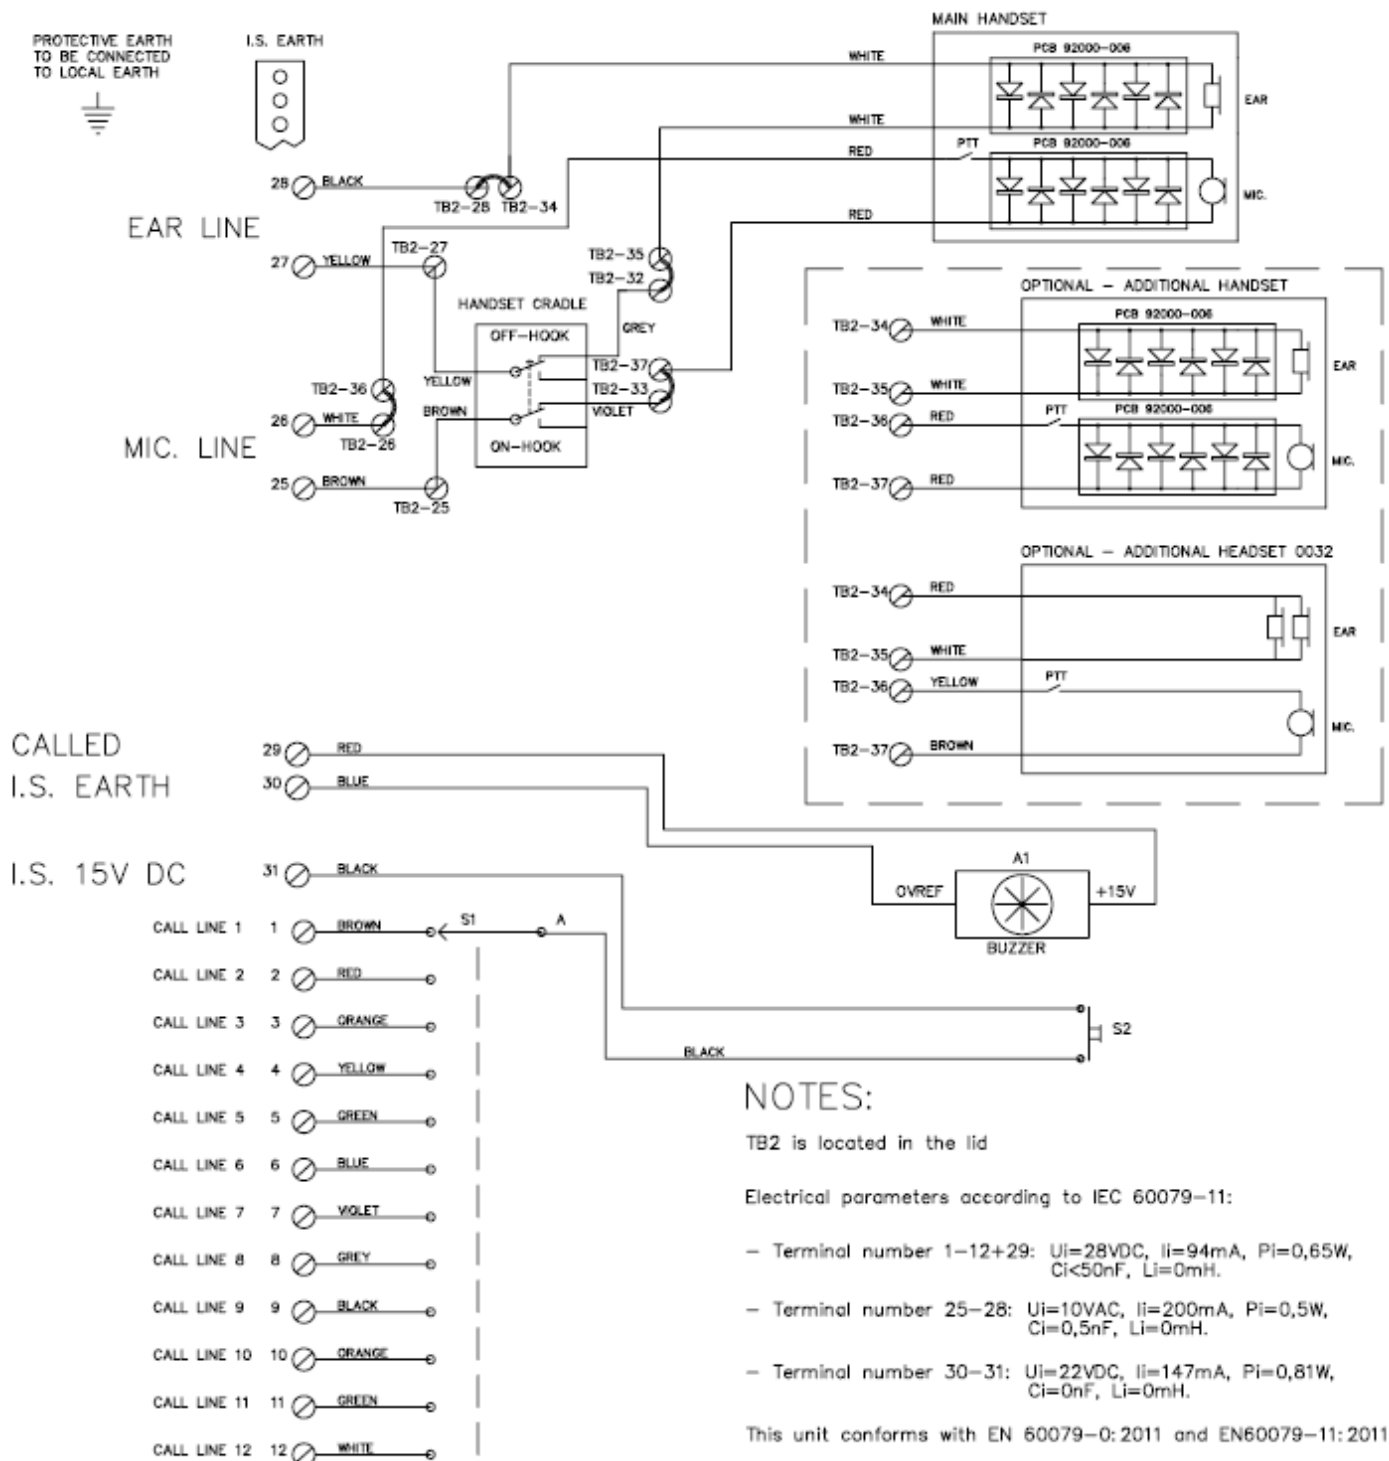 PROTECTIVE EARTH
TO BE CONNECTED
TO LOCAL EARTH
I.S. EARTH
MAIN HANDSET
PCB 92000-006
WHITE
EAR
WHITE
RED
PTT
PCB 92000-006
MIC.
RED
28
BLACK
TB2-28
TB2-34
EAR LINE
27
YELLOW
TB2-27
TB2-35
TB2-32
GREY
HANDSET CRADLE
OFF-HOOK
YELLOW
BROWN
ON-HOOK
TB2-37
TB2-33
VIOLET
TB2-36
26
WHITE
TB2-26
MIC. LINE
25
BROWN
TB2-25
OPTIONAL - ADDITIONAL HANDSET
PCB 92000-006
TB2-34
WHITE
EAR
TB2-35
WHITE
TB2-36
RED
PTT
PCB 92000-006
MIC.
TB2-37
RED
OPTIONAL - ADDITIONAL HEADSET 0032
TB2-34
RED
EAR
TB2-35
WHITE
TB2-36
YELLOW
PTT
MIC.
TB2-37
BROWN
CALLED
29
RED
I.S. EARTH
30
BLUE
I.S. 15V DC
31
BLACK
A1
OVREF
+15V
BUZZER
CALL LINE 1 1 BROWN
S1
A
CALL LINE 2 2 RED
CALL LINE 3 3 ORANGE
S2
BLACK
CALL LINE 4 4 YELLOW
CALL LINE 5 5 GREEN
CALL LINE 6 6 BLUE
CALL LINE 7 7 VIOLET
CALL LINE 8 8 GREY
CALL LINE 9 9 BLACK
CALL LINE 10 10 ORANGE
CALL LINE 11 11 GREEN
CALL LINE 12 12 WHITE
NOTES:
TB2 is located in the lid
Electrical parameters according to IEC 60079-11:
- Terminal number 1-12+29: Ui=28VDC, Ii=94mA, Pi=0,65W,
Ci<50nF, Li=0mH.
- Terminal number 25-28: Ui=10VAC, Ii=200mA, Pi=0,5W,
Ci=0,5nF, Li=0mH.
- Terminal number 30-31: Ui=22VDC, Ii=147mA, Pi=0,81W,
Ci=0nF, Li=0mH.
This unit conforms with EN 60079-0:2011 and EN60079-11:2011